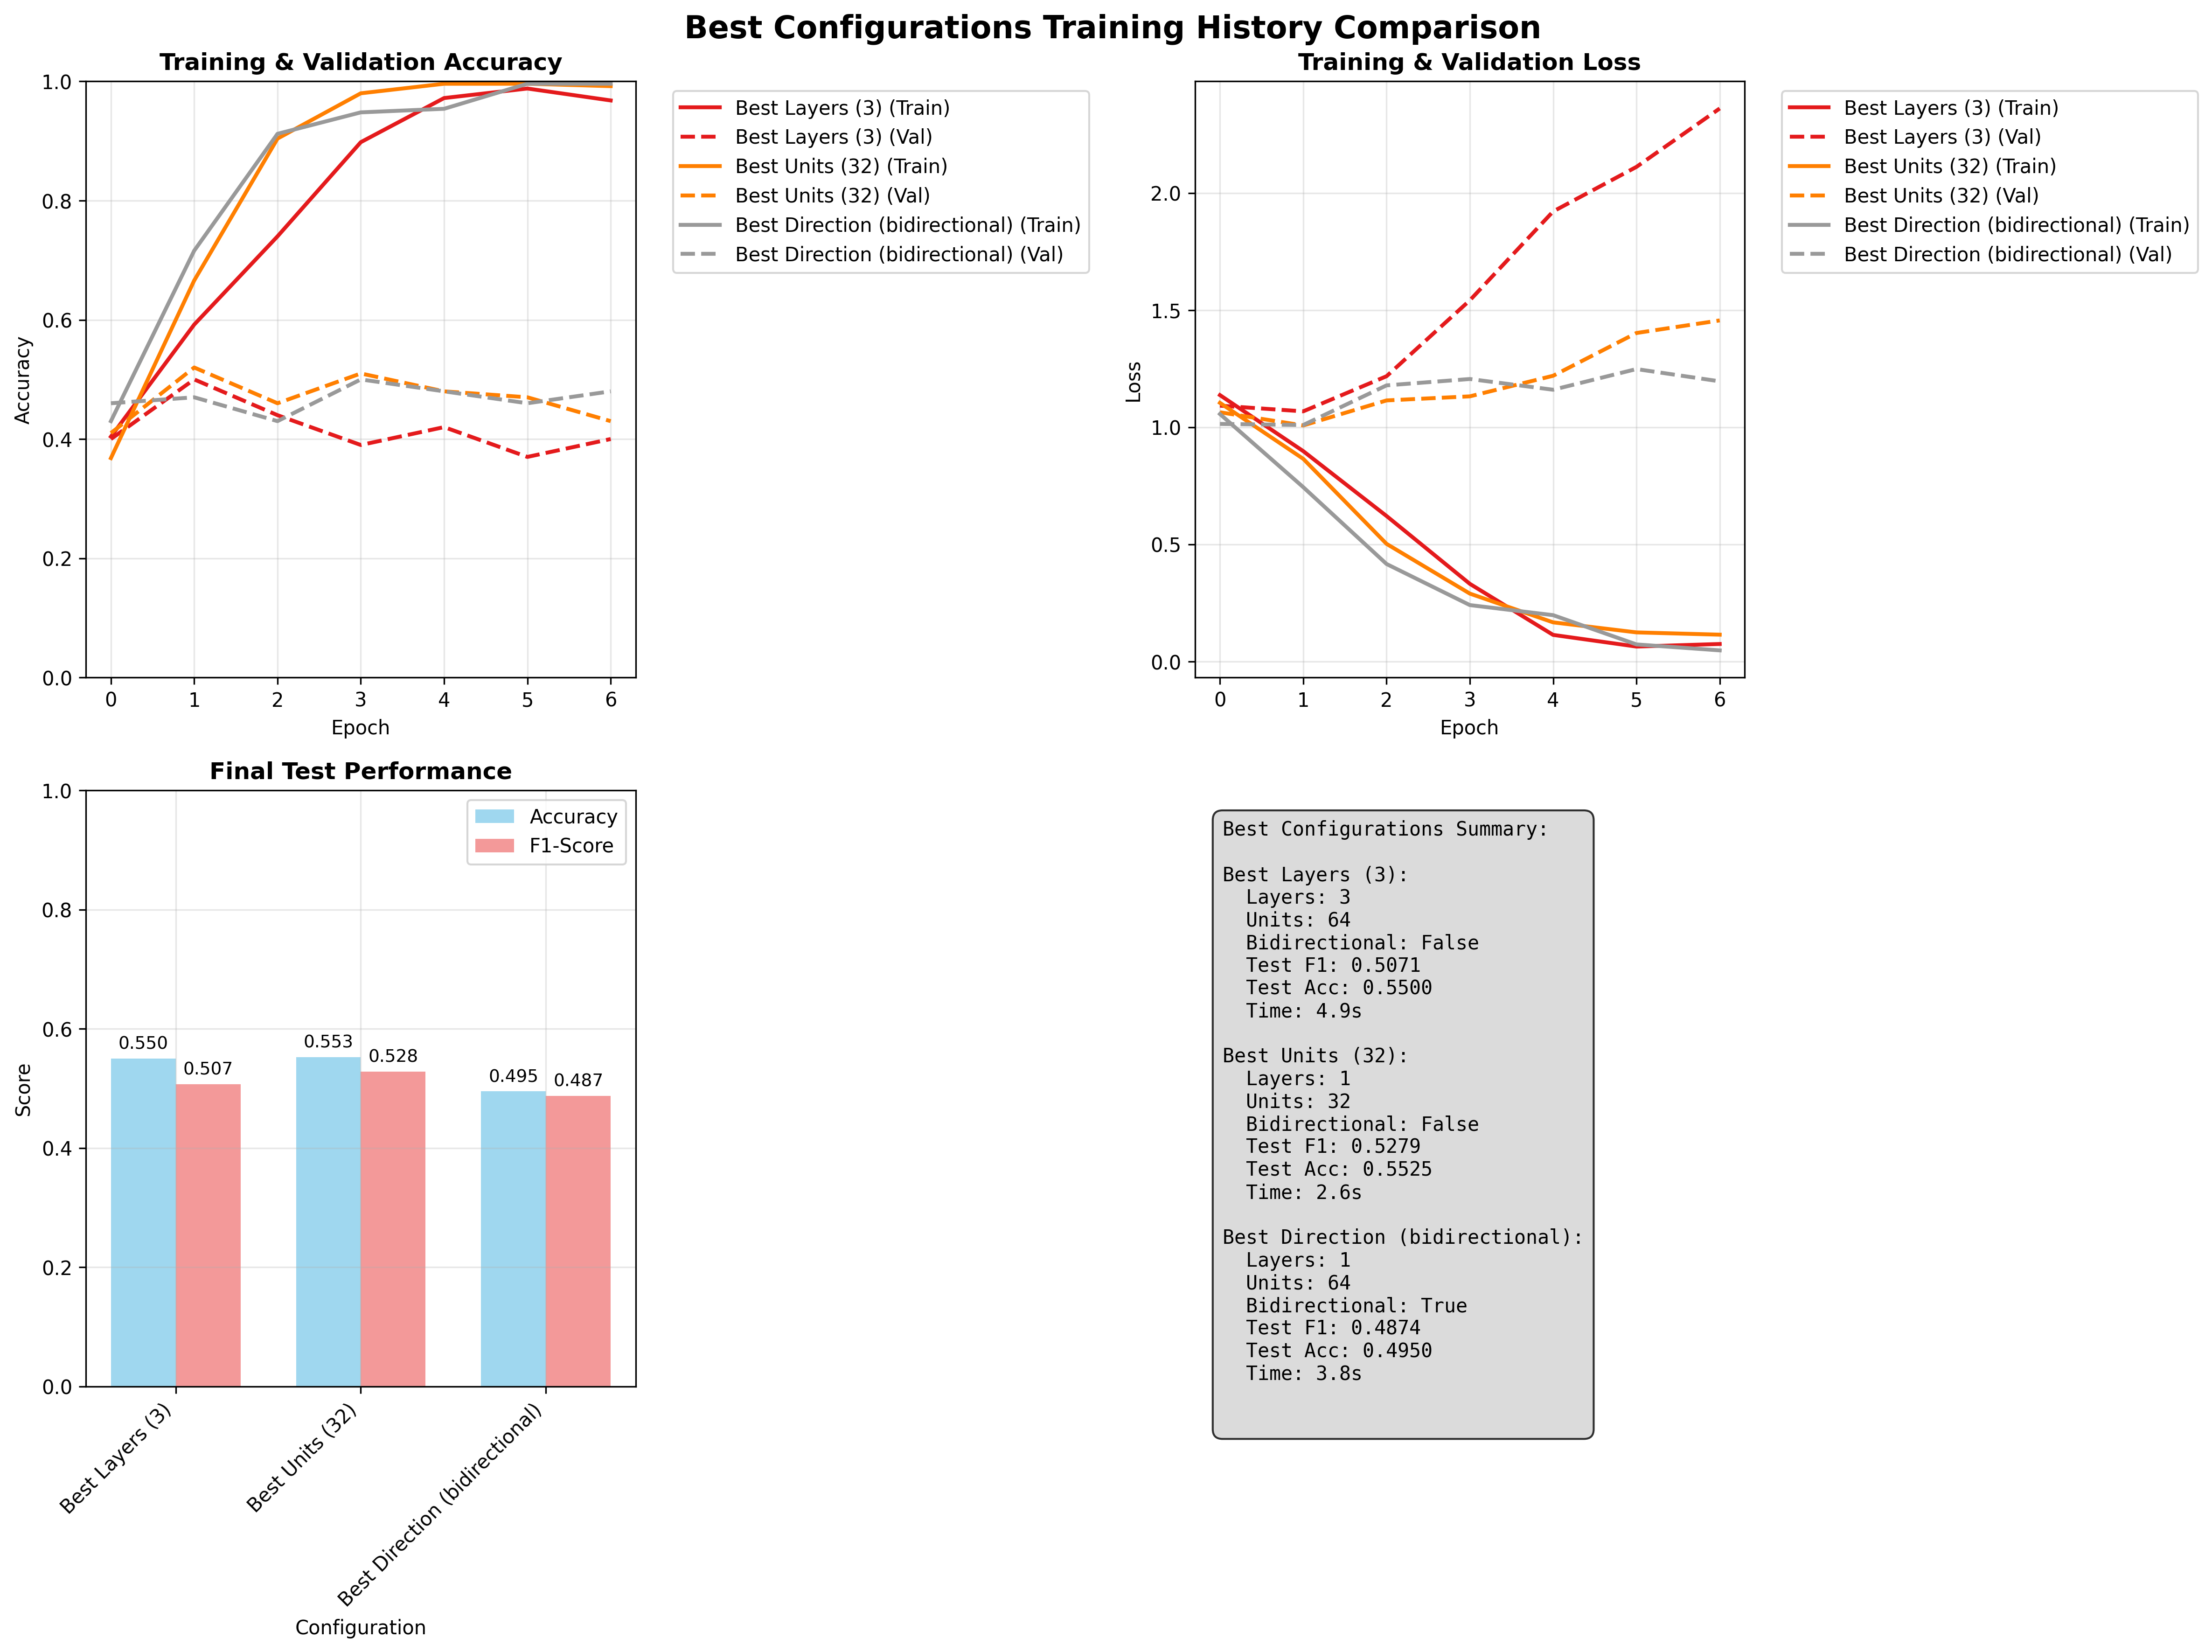 Best Configurations Training History Comparison
Training & Validation Accuracy
1.0
0.8
0.6
0.4
0.2
0.0
Accuracy
0 1 2 3 4 5 6
Epoch
Best Layers (3) (Train)
Best Layers (3) (Val)
Best Units (32) (Train)
Best Units (32) (Val)
Best Direction (bidirectional) (Train)
Best Direction (bidirectional) (Val)
Training & Validation Loss
2.0
1.5
1.0
0.5
0.0
Loss
0 1 2 3 4 5 6
Epoch
Best Layers (3) (Train)
Best Layers (3) (Val)
Best Units (32) (Train)
Best Units (32) (Val)
Best Direction (bidirectional) (Train)
Best Direction (bidirectional) (Val)
Final Test Performance
1.0
0.8
0.6
0.4
0.2
0.0
Score
Accuracy
F1-Score
0.550
0.507
0.553
0.528
0.495
0.487
Best Layers (3)
Best Units (32)
Best Direction (bidirectional)
Configuration
Best Configurations Summary:
Best Layers (3):
Layers: 3
Units: 64
Bidirectional: False
Test F1: 0.5071
Test Acc: 0.5500
Time: 4.9s
Best Units (32):
Layers: 1
Units: 32
Bidirectional: False
Test F1: 0.5279
Test Acc: 0.5525
Time: 2.6s
Best Direction (bidirectional):
Layers: 1
Units: 64
Bidirectional: True
Test F1: 0.4874
Test Acc: 0.4950
Time: 3.8s